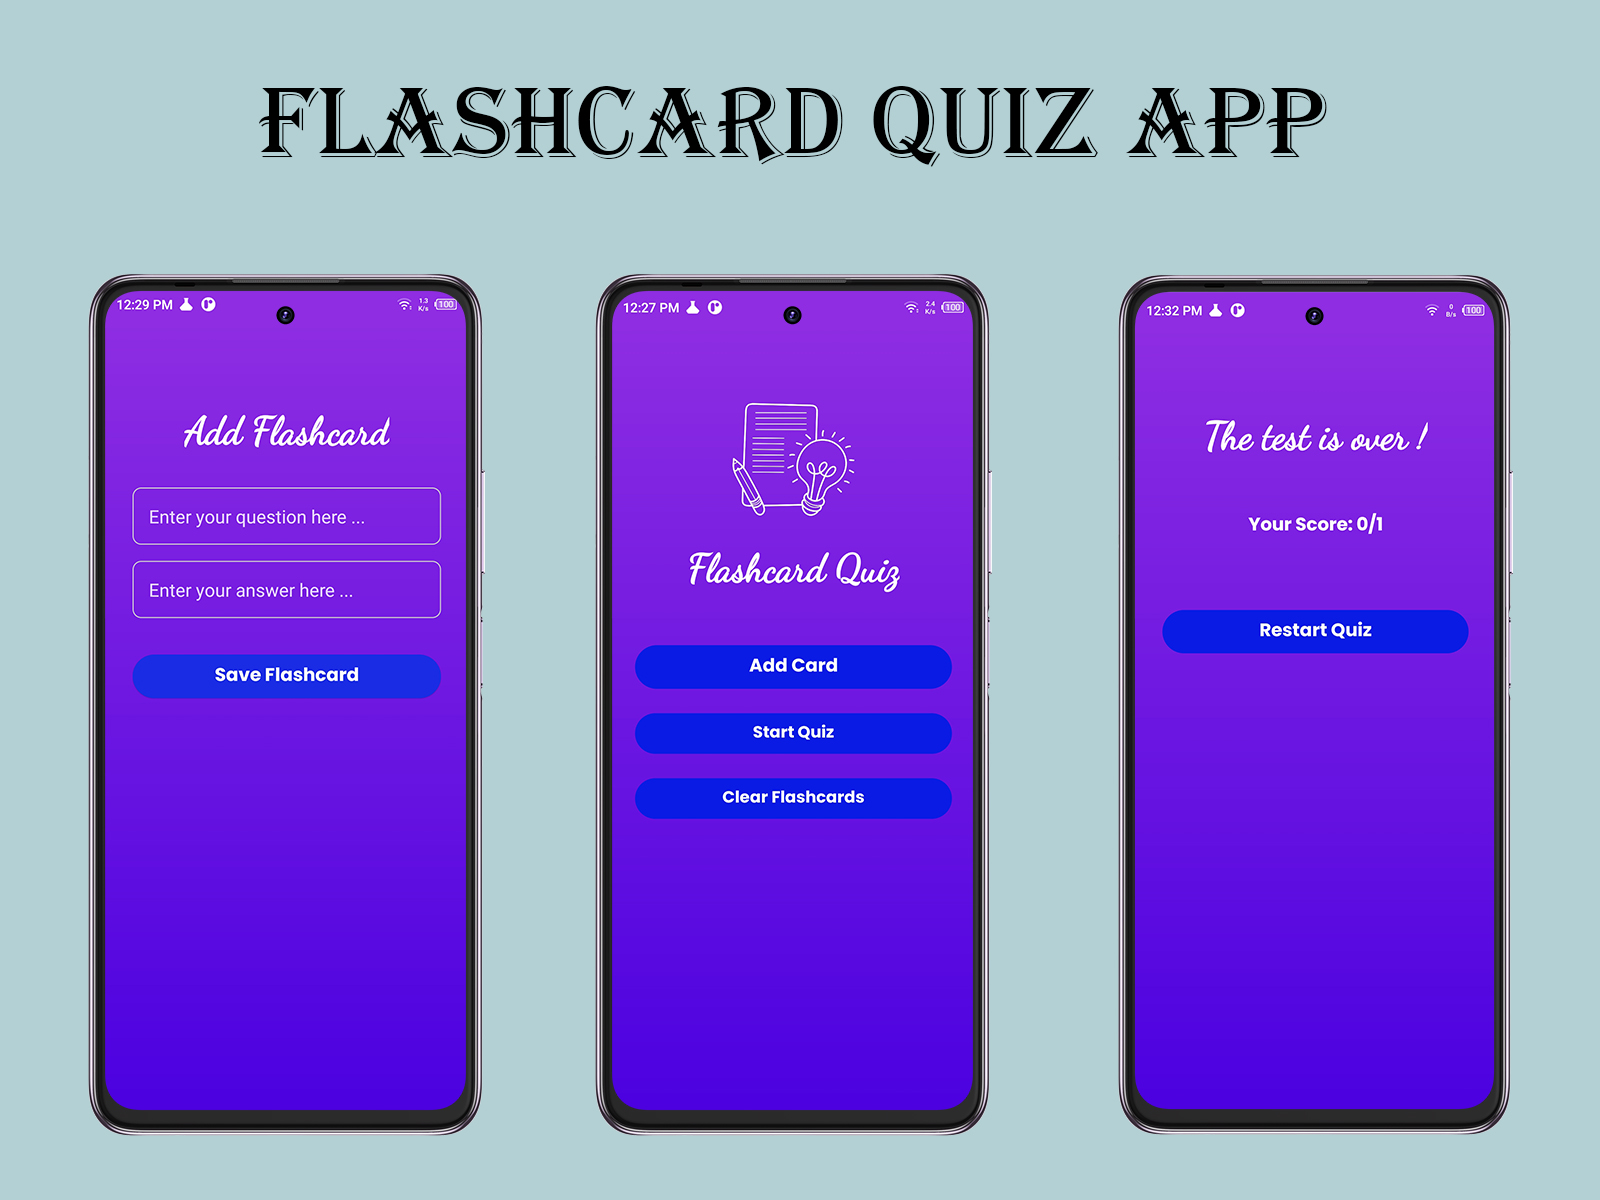 FLASHCARD QUIZ APP
12:29 PM
1.3
K/s
100
Add Flashcard
Enter your question here ...
Enter your answer here ...
Save Flashcard
12:27 PM
2.4
K/s
100
Flashcard Quiz
Add Card
Start Quiz
Clear Flashcards
12:32 PM
0
B/s
100
The test is over !
Your Score: 0/1
Restart Quiz